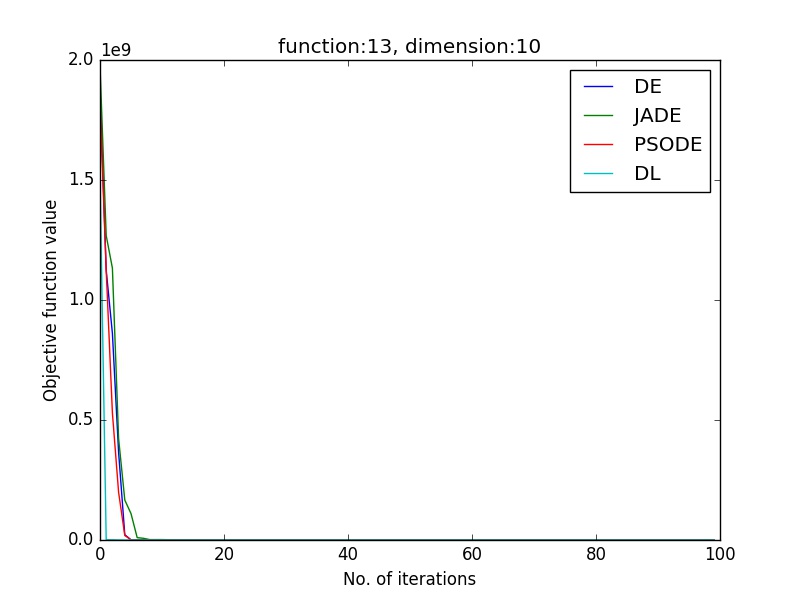 function:13, dimension:10
1e9
2.0
1.5
1.0
0.5
0.0
Objective function value
DE
JADE
PSODE
DL
0 20 40 60 80 100
No. of iterations